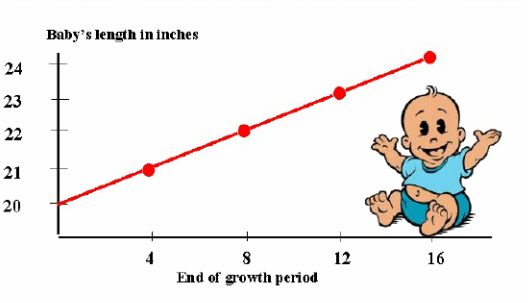 Baby's length in inches
24
23
22
21
20
4 8 12 16
End of growth period